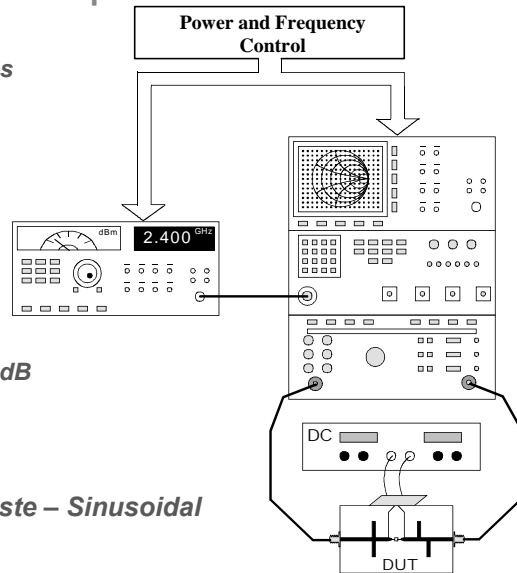 Power and Frequency
Control
s
dBm
2.400 GHz
dB
DC
ste – Sinusoidal
DUT